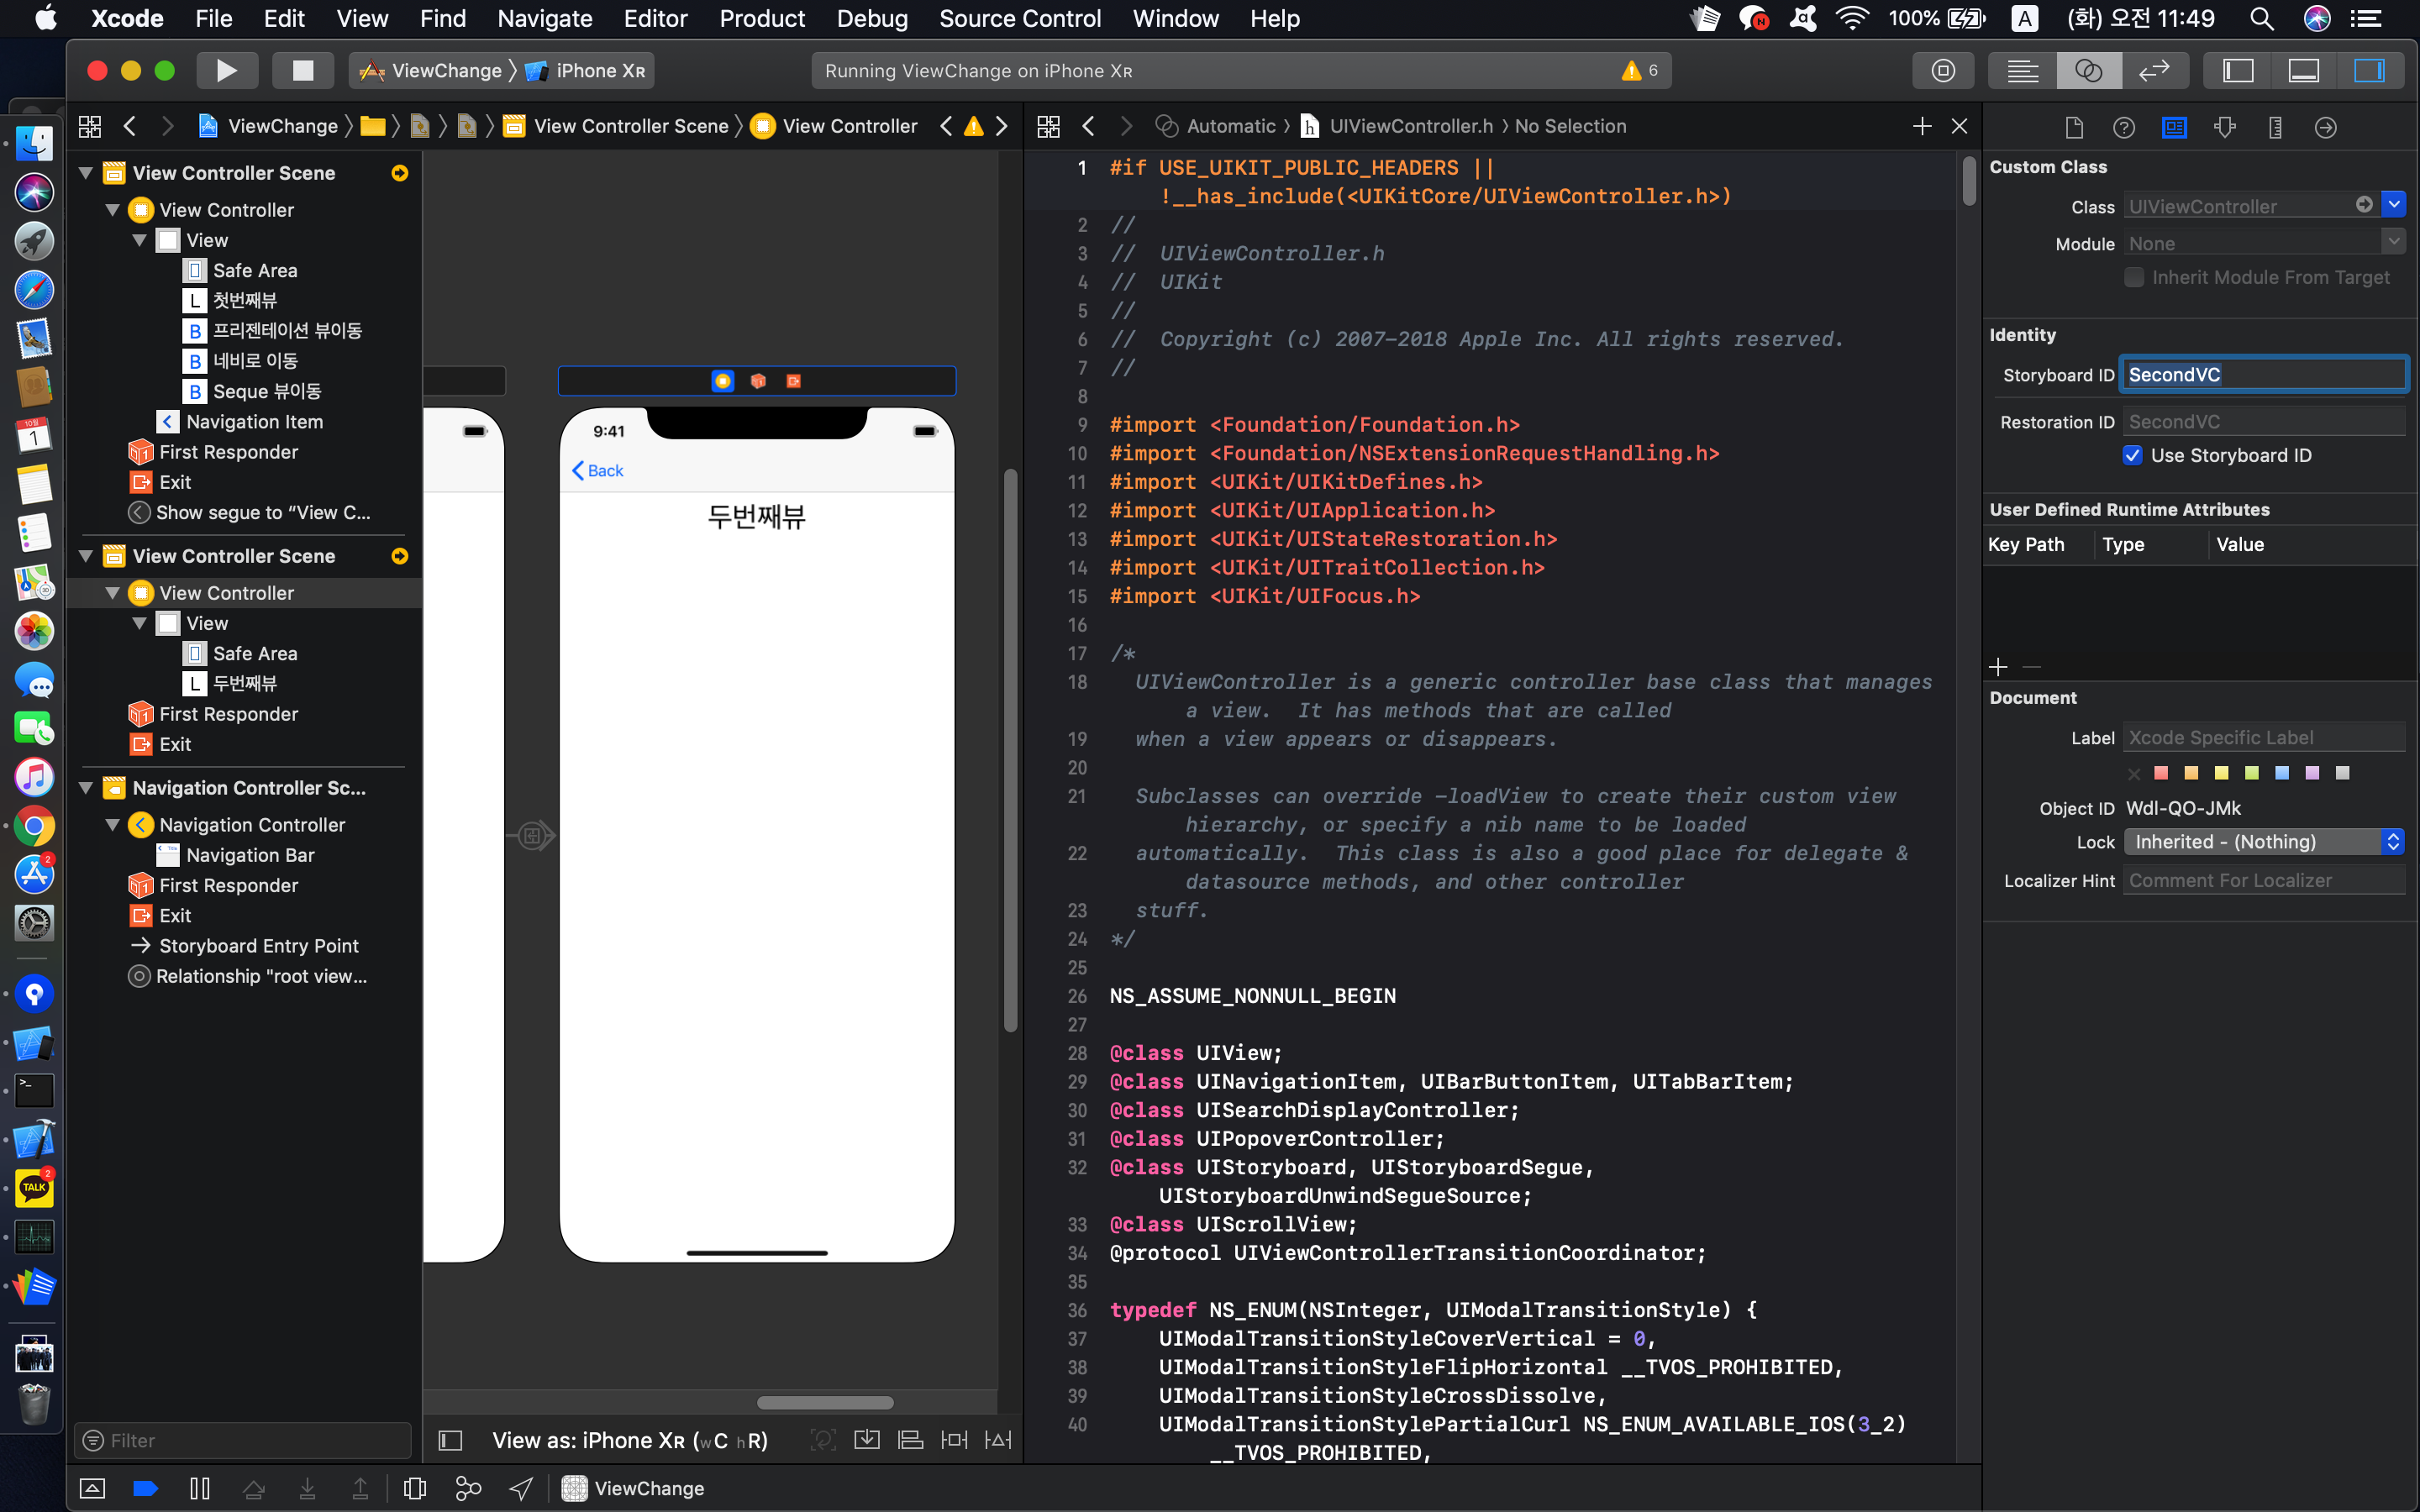 Xcode File Edit View Find Navigate Editor Product Debug Source Control Window Help
100% A (화) 오전 11:49
ViewChange 〉 iPhone XR
Running ViewChange on iPhone XR
6
ViewChange View Controller Scene View Controller
Automatic 〉 UIViewController.h 〉 No Selection
View Controller Scene
View Controller
View
Safe Area
L 첫번째뷰
B 프리젠테이션 뷰이동
B 네비로 이동
B Seque 뷰이동
Navigation Item
First Responder
Exit
Show segue to “View C...
View Controller Scene
View Controller
View
Safe Area
L 두번째뷰
First Responder
Exit
Navigation Controller Sc...
Navigation Controller
Navigation Bar
First Responder
Exit
Storyboard Entry Point
Relationship "root view...
Filter
9:41
Back
두번째뷰
View as: iPhone XR (wC hR)
1 #if USE_UIKIT_PUBLIC_HEADERS ||
!__has_include(<UIKitCore/UIViewController.h>)
2 //
3 //  UIViewController.h
4 //  UIKit
5 //
6 //  Copyright (c) 2007-2018 Apple Inc. All rights reserved.
7 //
8
9 #import <Foundation/Foundation.h>
10 #import <Foundation/NSExtensionRequestHandling.h>
11 #import <UIKit/UIKitDefines.h>
12 #import <UIKit/UIApplication.h>
13 #import <UIKit/UIStateRestoration.h>
14 #import <UIKit/UITraitCollection.h>
15 #import <UIKit/UIFocus.h>
16
17 /*
18 UIViewController is a generic controller base class that manages
a view.  It has methods that are called
19 when a view appears or disappears.
20
21 Subclasses can override -loadView to create their custom view
hierarchy, or specify a nib name to be loaded
22 automatically.  This class is also a good place for delegate &
datasource methods, and other controller
23 stuff.
24 */
25
26 NS_ASSUME_NONNULL_BEGIN
27
28 @class UIView;
29 @class UINavigationItem, UIBarButtonItem, UITabBarItem;
30 @class UISearchDisplayController;
31 @class UIPopoverController;
32 @class UIStoryboard, UIStoryboardSegue,
UIStoryboardUnwindSegueSource;
33 @class UIScrollView;
34 @protocol UIViewControllerTransitionCoordinator;
35
36 typedef NS_ENUM(NSInteger, UIModalTransitionStyle) {
37 UIModalTransitionStyleCoverVertical = 0,
38 UIModalTransitionStyleFlipHorizontal __TVOS_PROHIBITED,
39 UIModalTransitionStyleCrossDissolve,
40 UIModalTransitionStylePartialCurl NS_ENUM_AVAILABLE_IOS(3_2)
__TVOS_PROHIBITED,
Custom Class
Class UIViewController
Module None
Inherit Module From Target
Identity
Storyboard ID SecondVC
Restoration ID SecondVC
Use Storyboard ID
User Defined Runtime Attributes
Key Path Type Value
Document
Label Xcode Specific Label
Object ID Wdl-QO-JMk
Lock Inherited - (Nothing)
Localizer Hint Comment For Localizer
ViewChange
10월
1
2
TALK
2